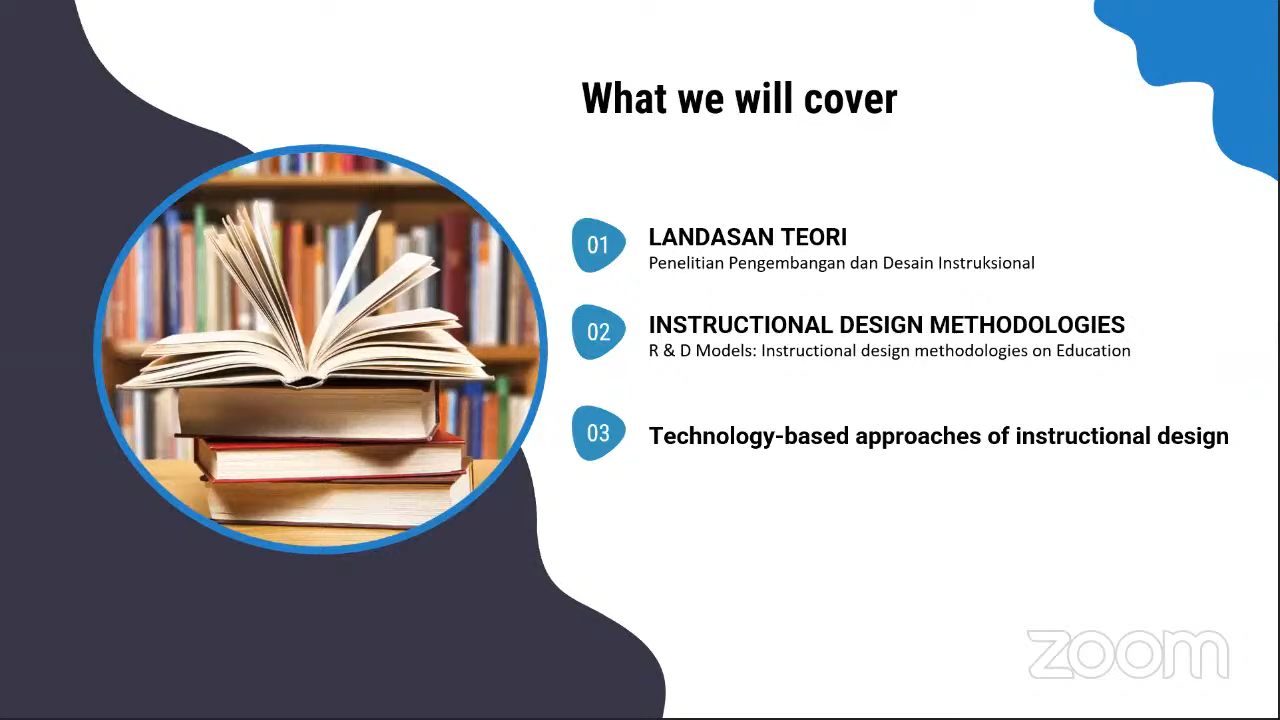 What we will cover
01
LANDASAN TEORI
Penelitian Pengembangan dan Desain Instruksional
02
INSTRUCTIONAL DESIGN METHODOLOGIES
R & D Models: Instructional design methodologies on Education
03
Technology-based approaches of instructional design
zoom